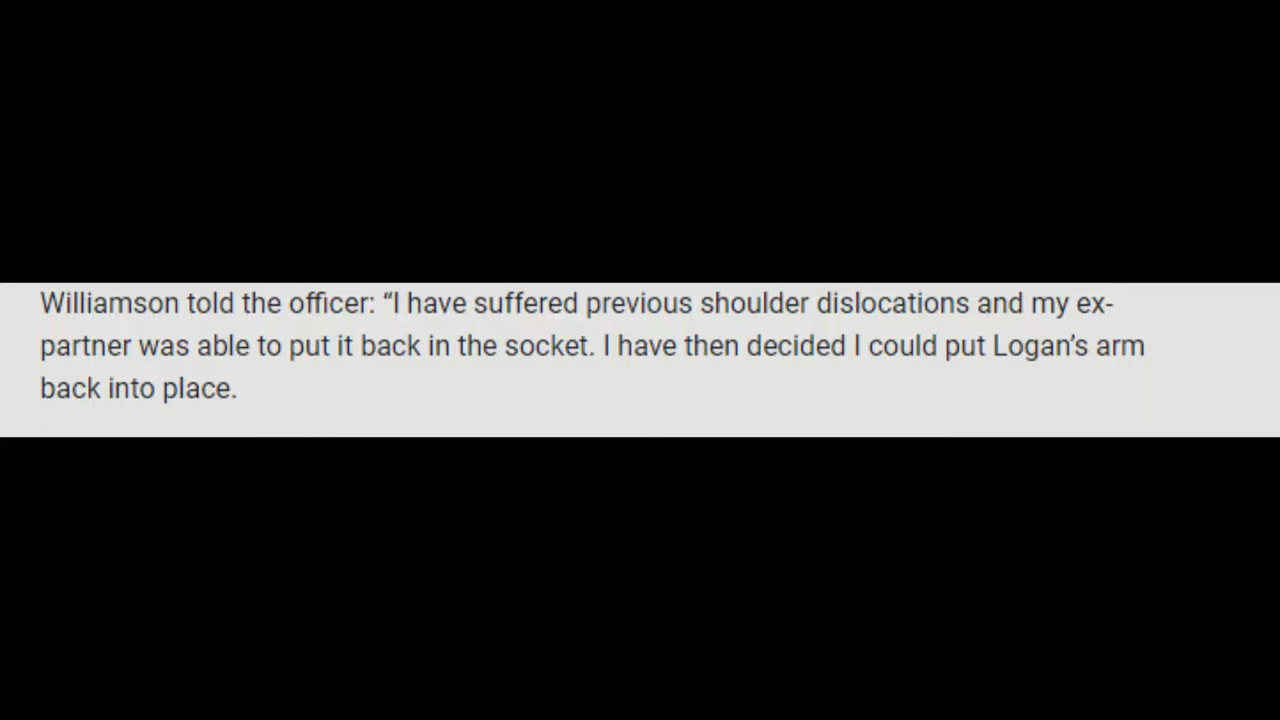 Williamson told the officer: “I have suffered previous shoulder dislocations and my ex-
partner was able to put it back in the socket. I have then decided I could put Logan’s arm
back into place.